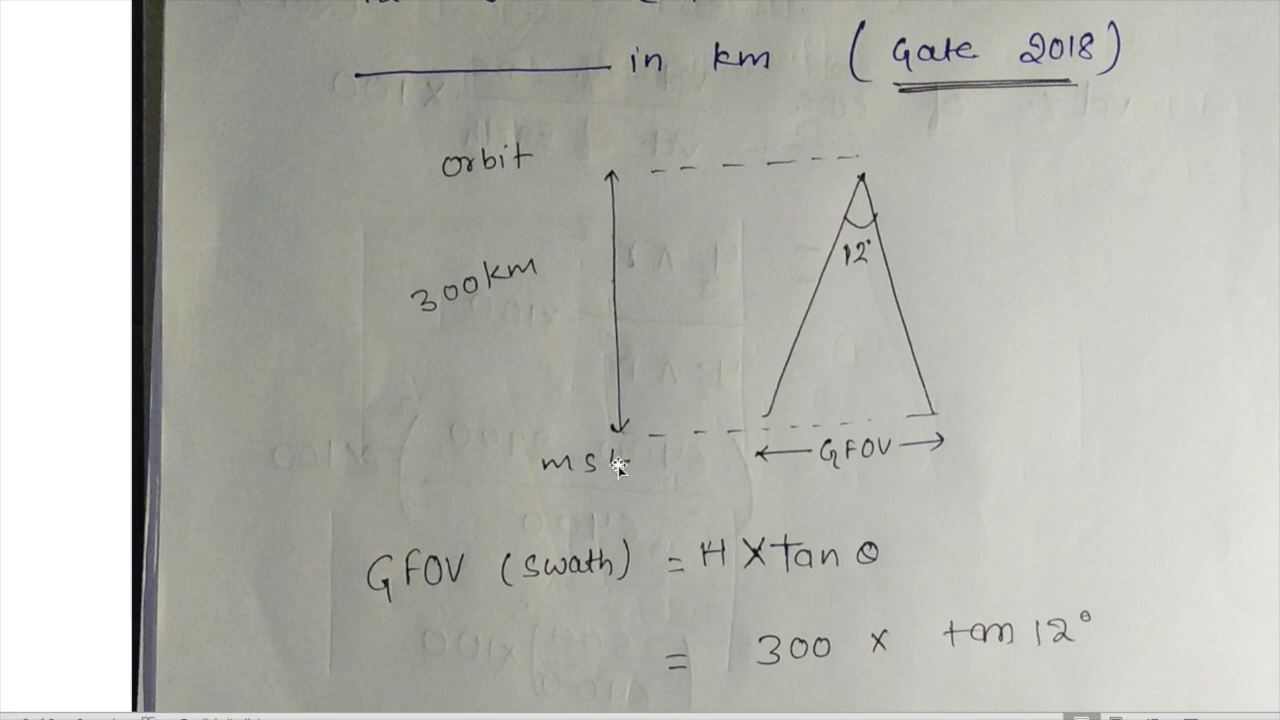 in km (Gate 2018)
orbit
12°
300km
msl
GFOV
GFOV (swath) = H X tan θ
= 300 x tan 12°